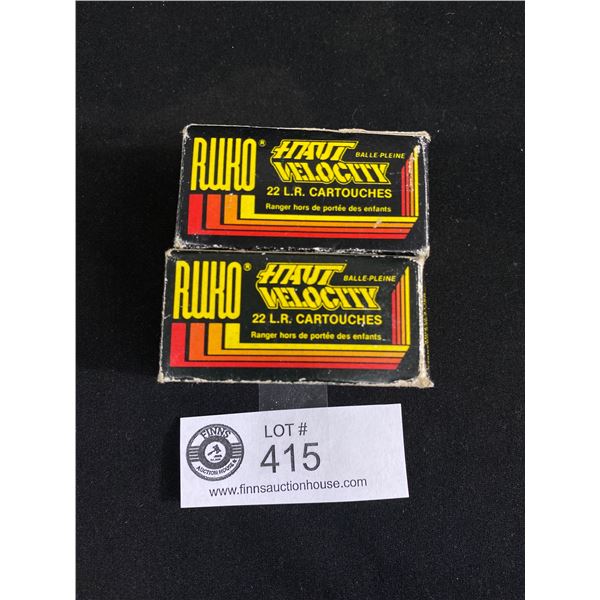 RUKO® HAUT VELOCITY BALLE-PLEINE
22 L.R. CARTOUCHES
Ranger hors de portée des enfants
RUKO® HAUT VELOCITY BALLE-PLEINE
22 L.R. CARTOUCHES
Ranger hors de portée des enfants
FINNS
AUCTION HOUSE
LOT #
415
www.finnsauctionhouse.com